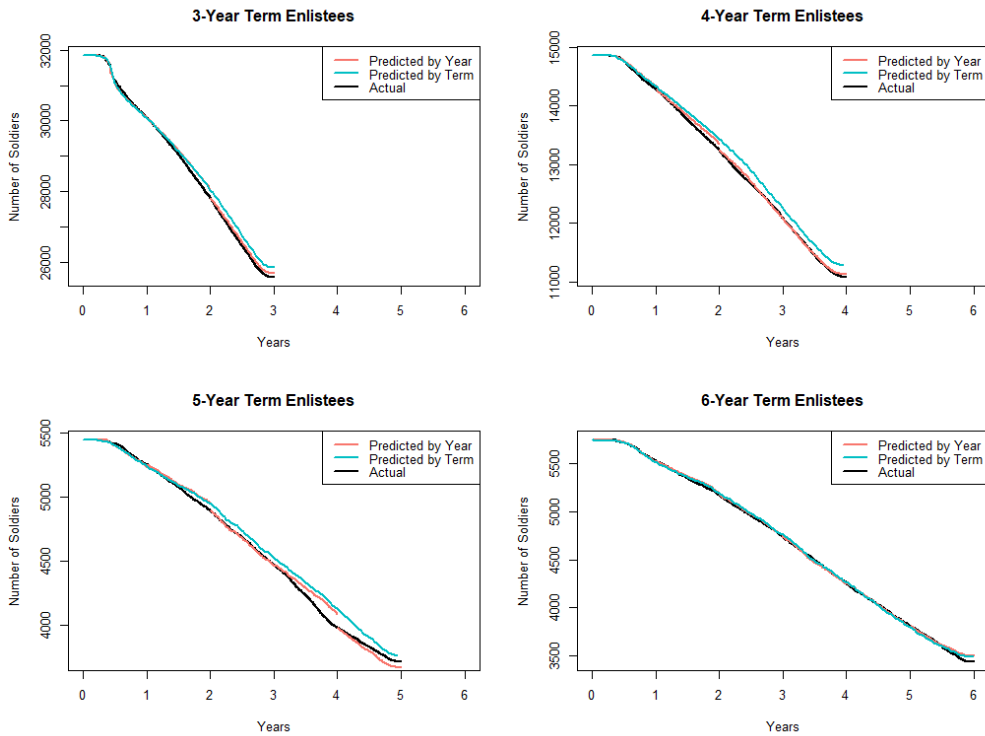 3-Year Term Enlistees
Number of Soldiers
32000
30000
28000
26000
Predicted by Year
Predicted by Term
Actual
0 1 2 3 4 5 6
Years
4-Year Term Enlistees
Number of Soldiers
15000
14000
13000
12000
11000
Predicted by Year
Predicted by Term
Actual
0 1 2 3 4 5 6
Years
5-Year Term Enlistees
Number of Soldiers
5500
5000
4500
4000
Predicted by Year
Predicted by Term
Actual
0 1 2 3 4 5 6
Years
6-Year Term Enlistees
Number of Soldiers
5500
5000
4500
4000
3500
Predicted by Year
Predicted by Term
Actual
0 1 2 3 4 5 6
Years